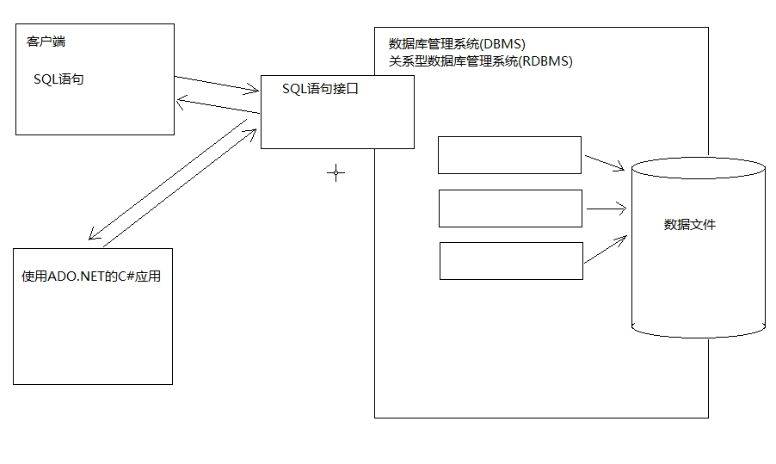 客户端
SQL语句
SQL语句接口
数据库管理系统(DBMS)
关系型数据库管理系统(RDBMS)
数据文件
使用ADO.NET的C#应用